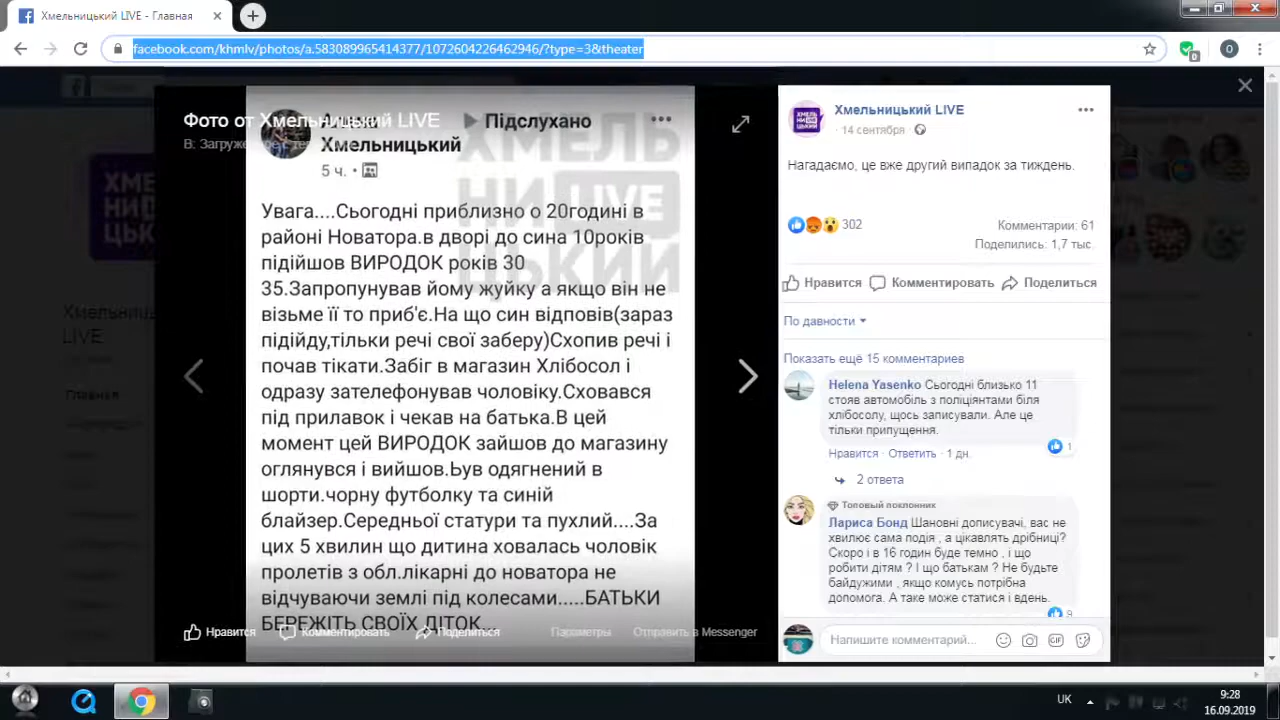 Хмельницький LIVE - Главная
facebook.com/khmlv/photos/a.583089965414377/1072604226462946/?type=3&theater
0
O
Фото от Хмельницький LIVE
Підслухано
Хмельницький
5 ч.
ХМЕЛЬ
НИ LIVE
ЦЬКИЙ
Увага....Сьогодні приблизно о 20годині в
районі Новатора.в дворі до сина 10років
підійшов ВИРОДОК років 30
35.Запропунував йому жуйку а якщо він не
візьме її то приб'є.На що син відповів(зараз
підійду,тільки речі свої заберу)Схопив речі і
почав тікати.Забіг в магазин Хлібосол і
одразу зателефонував чоловіку.Сховався
під прилавок і чекав на батька.В цей
момент цей ВИРОДОК зайшов до магазину
оглянувся і вийшов.Був одягнений в
шорти.чорну футболку та синій
блайзер.Середньої статури та пухлий....За
цих 5 хвилин що дитина ховалась чоловік
пролетів з обл.лікарні до новатора не
відчуваючи землі під колесами.....БАТЬКИ
БЕРЕЖІТЬ СВОЇХ ДІТОК...
Нравится Комментировать Поделиться Параметры Отправить в Messenger
Хмельницький LIVE
14 сентября
Нагадаємо, це вже другий випадок за тиждень.
302
Комментарии: 61
Поделились: 1,7 тыс.
Нравится Комментировать Поделиться
По давности
Показать ещё 15 комментариев
Helena Yasenko Сьогодні близько 11
стояв автомобіль з поліціянтами біля
хлібосолу, щось записували. Але це
тільки припущення.
1
Нравится · Ответить · 1 дн.
2 ответа
Топовый поклонник
Лариса Бонд Шановні дописувачі, вас не
хвилює сама подія , а цікавлять дрібниці?
Скоро і в 16 годин буде темно , і що
робити дітям ? І що батькам ? Не будьте
байдужими , якщо комусь потрібна
допомога. А таке може статися і вдень.
9
Напишите комментарий...
GIF
UK
9:28
16.09.2019